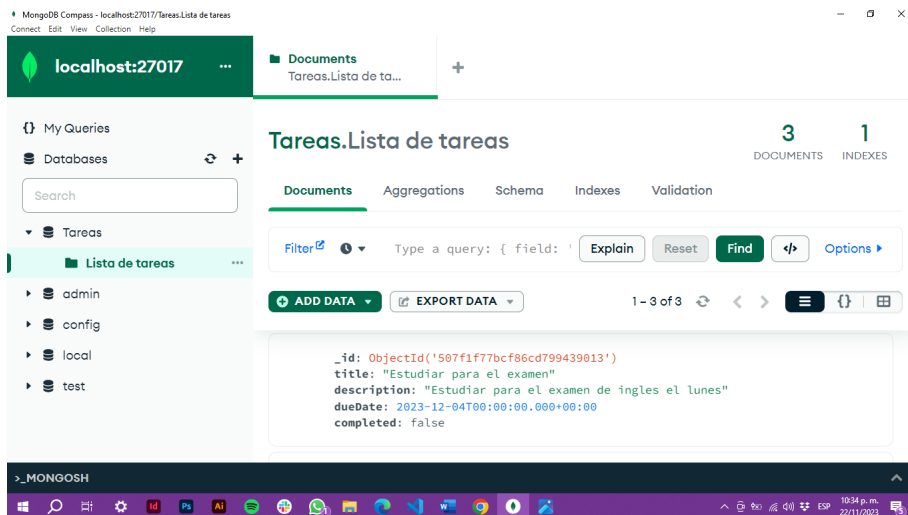 MongoDB Compass - localhost:27017/Tareas.Lista de tareas
Connect Edit View Collection Help
localhost:27017 ...
Documents
Tareas.Lista de ta...
{} My Queries
Databases
Search
Tareas
Lista de tareas
admin
config
local
test
Tareas.Lista de tareas
3
DOCUMENTS
1
INDEXES
Documents Aggregations Schema Indexes Validation
Filter Type a query: { field: ' Explain Reset Find </> Options
ADD DATA EXPORT DATA 1 – 3 of 3 {}
_id: ObjectId('507f1f77bcf86cd799439013')
title: "Estudiar para el examen"
description: "Estudiar para el examen de ingles el lunes"
dueDate: 2023-12-04T00:00:00.000+00:00
completed: false
>_MONGOSH
Id Ps Ai ESP 10:34 p. m.
22/11/2023